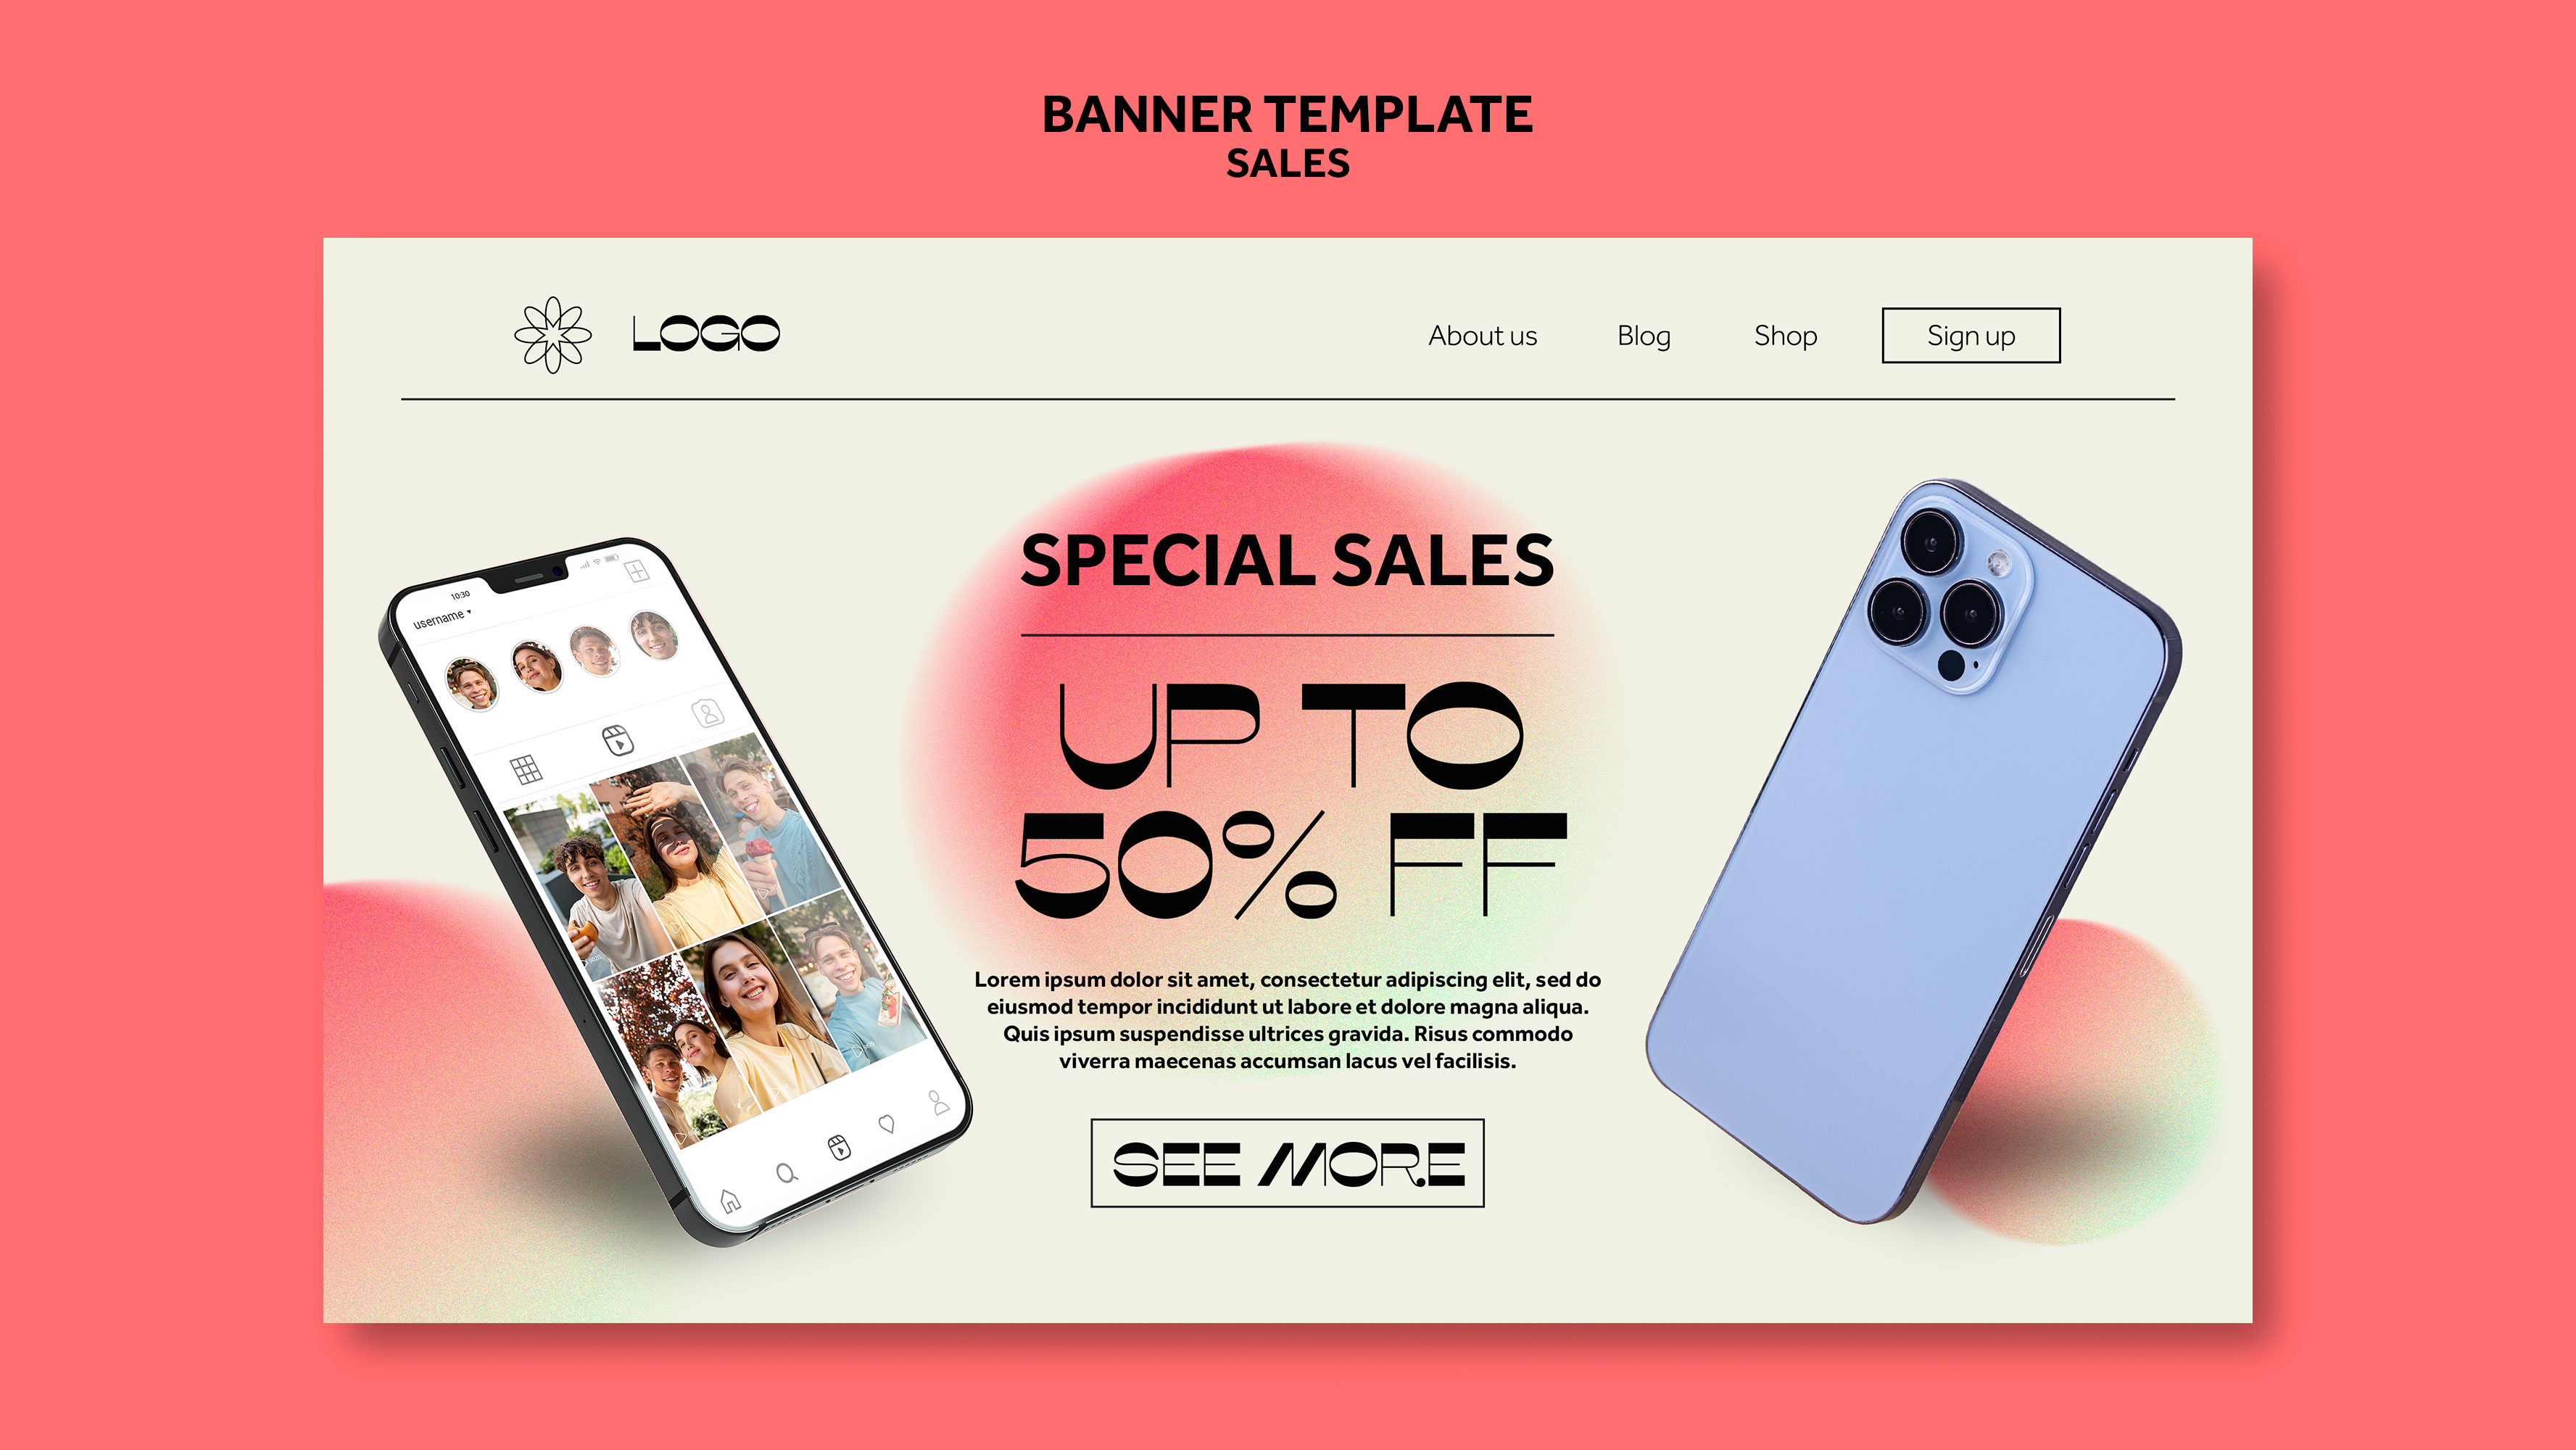 BANNER TEMPLATE
SALES
LOGO
About us
Blog
Shop
Sign up
SPECIAL SALES
UP TO
50% FF
10:30
username
Lorem ipsum dolor sit amet, consectetur adipiscing elit, sed do
eiusmod tempor incididunt ut labore et dolore magna aliqua.
Quis ipsum suspendisse ultrices gravida. Risus commodo
viverra maecenas accumsan lacus vel facilisis.
SEE MORE